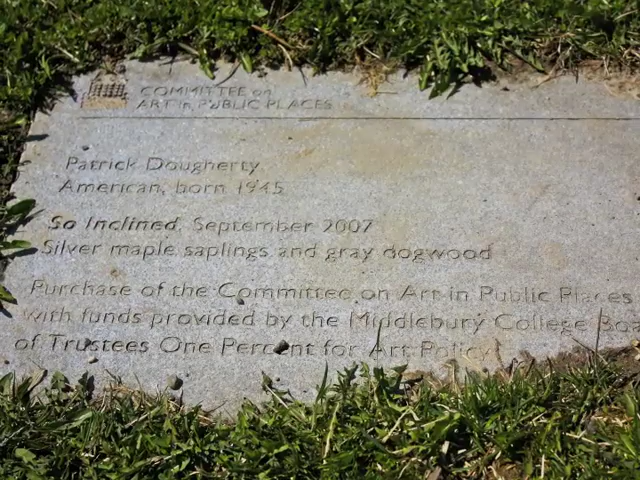 COMMITTEE on
ART in PUBLIC PLACES
Patrick Dougherty
American, born 1945
So Inclined, September 2007
Silver maple saplings and gray dogwood
Purchase of the Committee on Art in Public Places
with funds provided by the Middlebury College
of Trustees One Percent for Art Policy